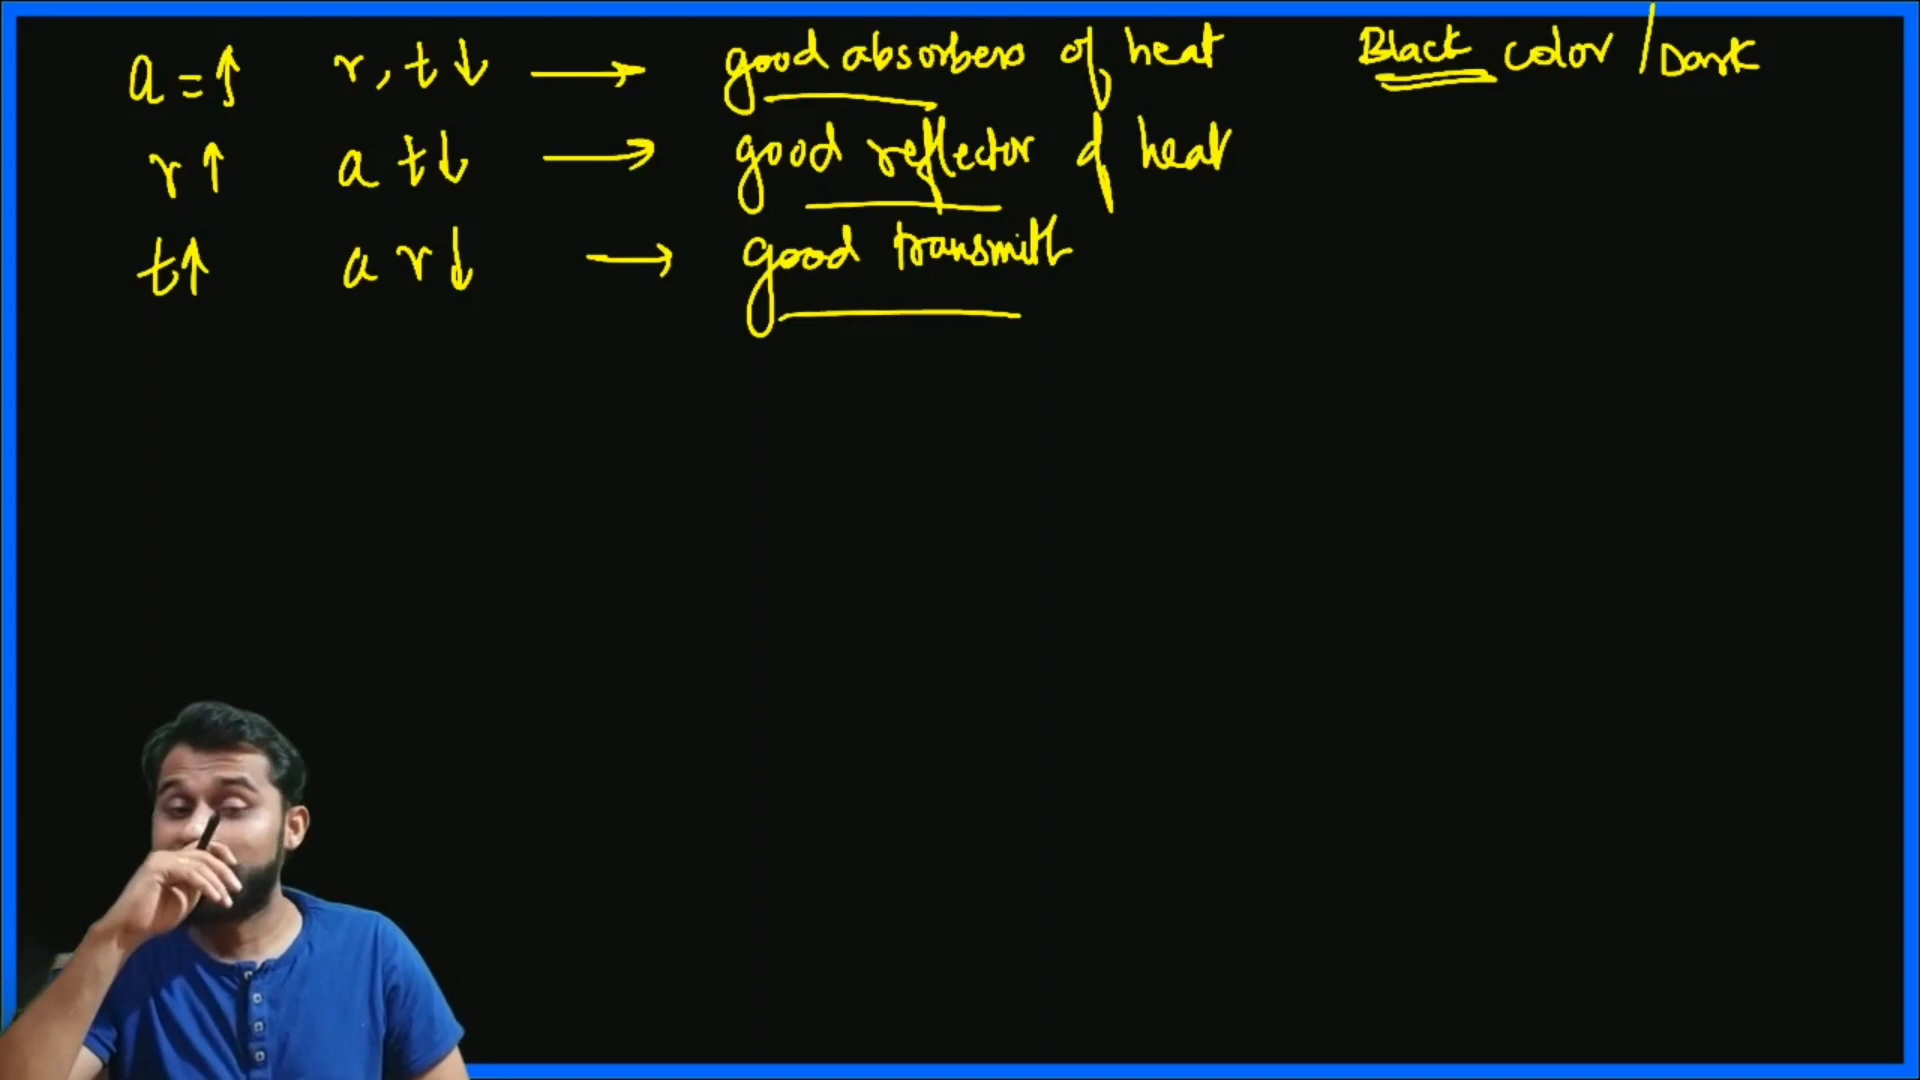 a = ↑ r, t ↓ → good absorbers of heat Black color / Dark
r ↑ a t ↓ → good reflector of heat
t ↑ a r ↓ → good transmitt